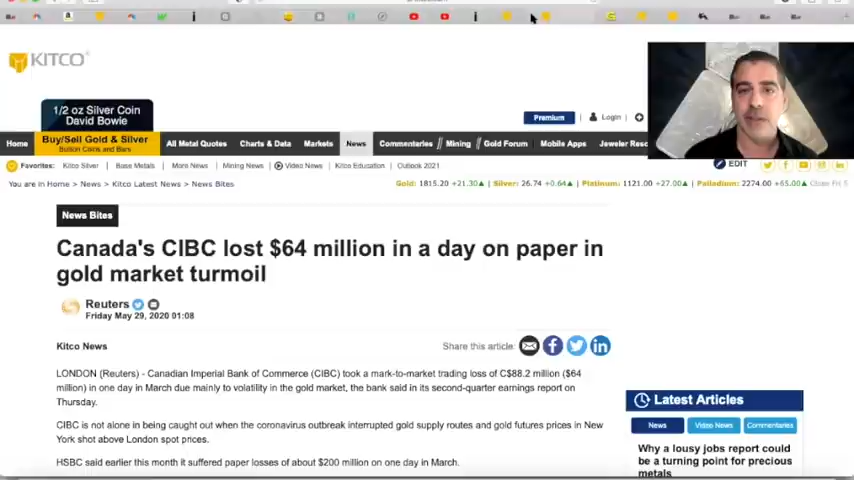 KITCO
1/2 oz Silver Coin
David Bowie
Buy/Sell Gold & Silver
Bullion Coins and Bars
Premium
Login
Home
All Metal Quotes
Charts & Data
Markets
News
Commentaries
Mining
Gold Forum
Mobile Apps
Jeweler Reso
Favorites:
Kitco Silver
Base Metals
More News
Mining News
Video News
Kitco Education
Outlook 2021
EDIT
You are in Home > News > Kitco Latest News > News Bites
Gold: 1815.20 +21.30▲ | Silver: 26.74 +0.64▲ | Platinum: 1121.00 +27.00▲ | Palladium: 2274.00 +65.00▲ Close Fri 5
News Bites
Canada's CIBC lost $64 million in a day on paper in
gold market turmoil
Reuters
Friday May 29, 2020 01:08
Kitco News
Share this article:
LONDON (Reuters) - Canadian Imperial Bank of Commerce (CIBC) took a mark-to-market trading loss of C$88.2 million ($64
million) in one day in March due mainly to volatility in the gold market, the bank said in its second-quarter earnings report on
Thursday.
CIBC is not alone in being caught out when the coronavirus outbreak interrupted gold supply routes and gold futures prices in New
York shot above London spot prices.
HSBC said earlier this month it suffered paper losses of about $200 million on one day in March.
Latest Articles
News
Video News
Commentaries
Why a lousy jobs report could
be a turning point for precious
metals